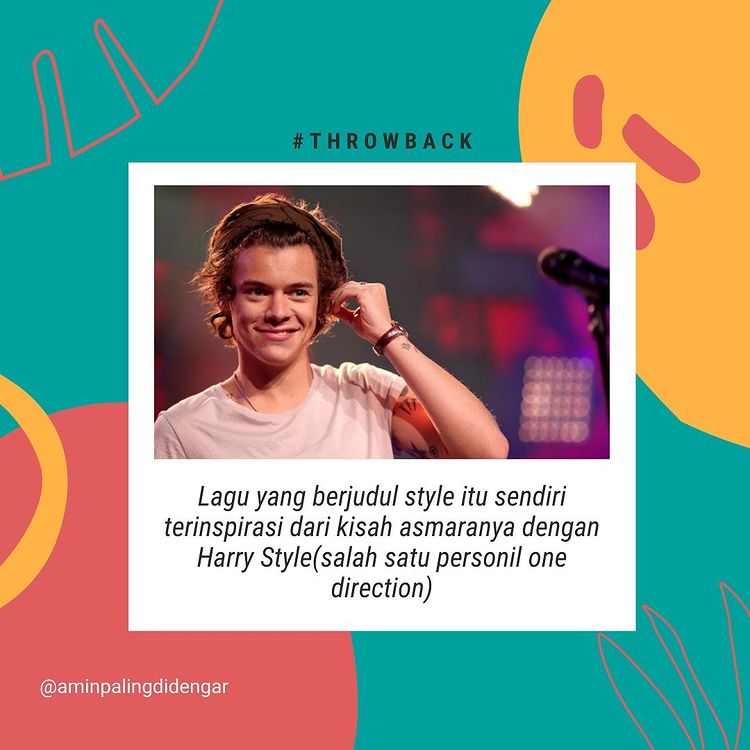 #THROWBACK
Lagu yang berjudul style itu sendiri
terinspirasi dari kisah asmaranya dengan
Harry Style(salah satu personil one
direction)
@aminpalingdidengar